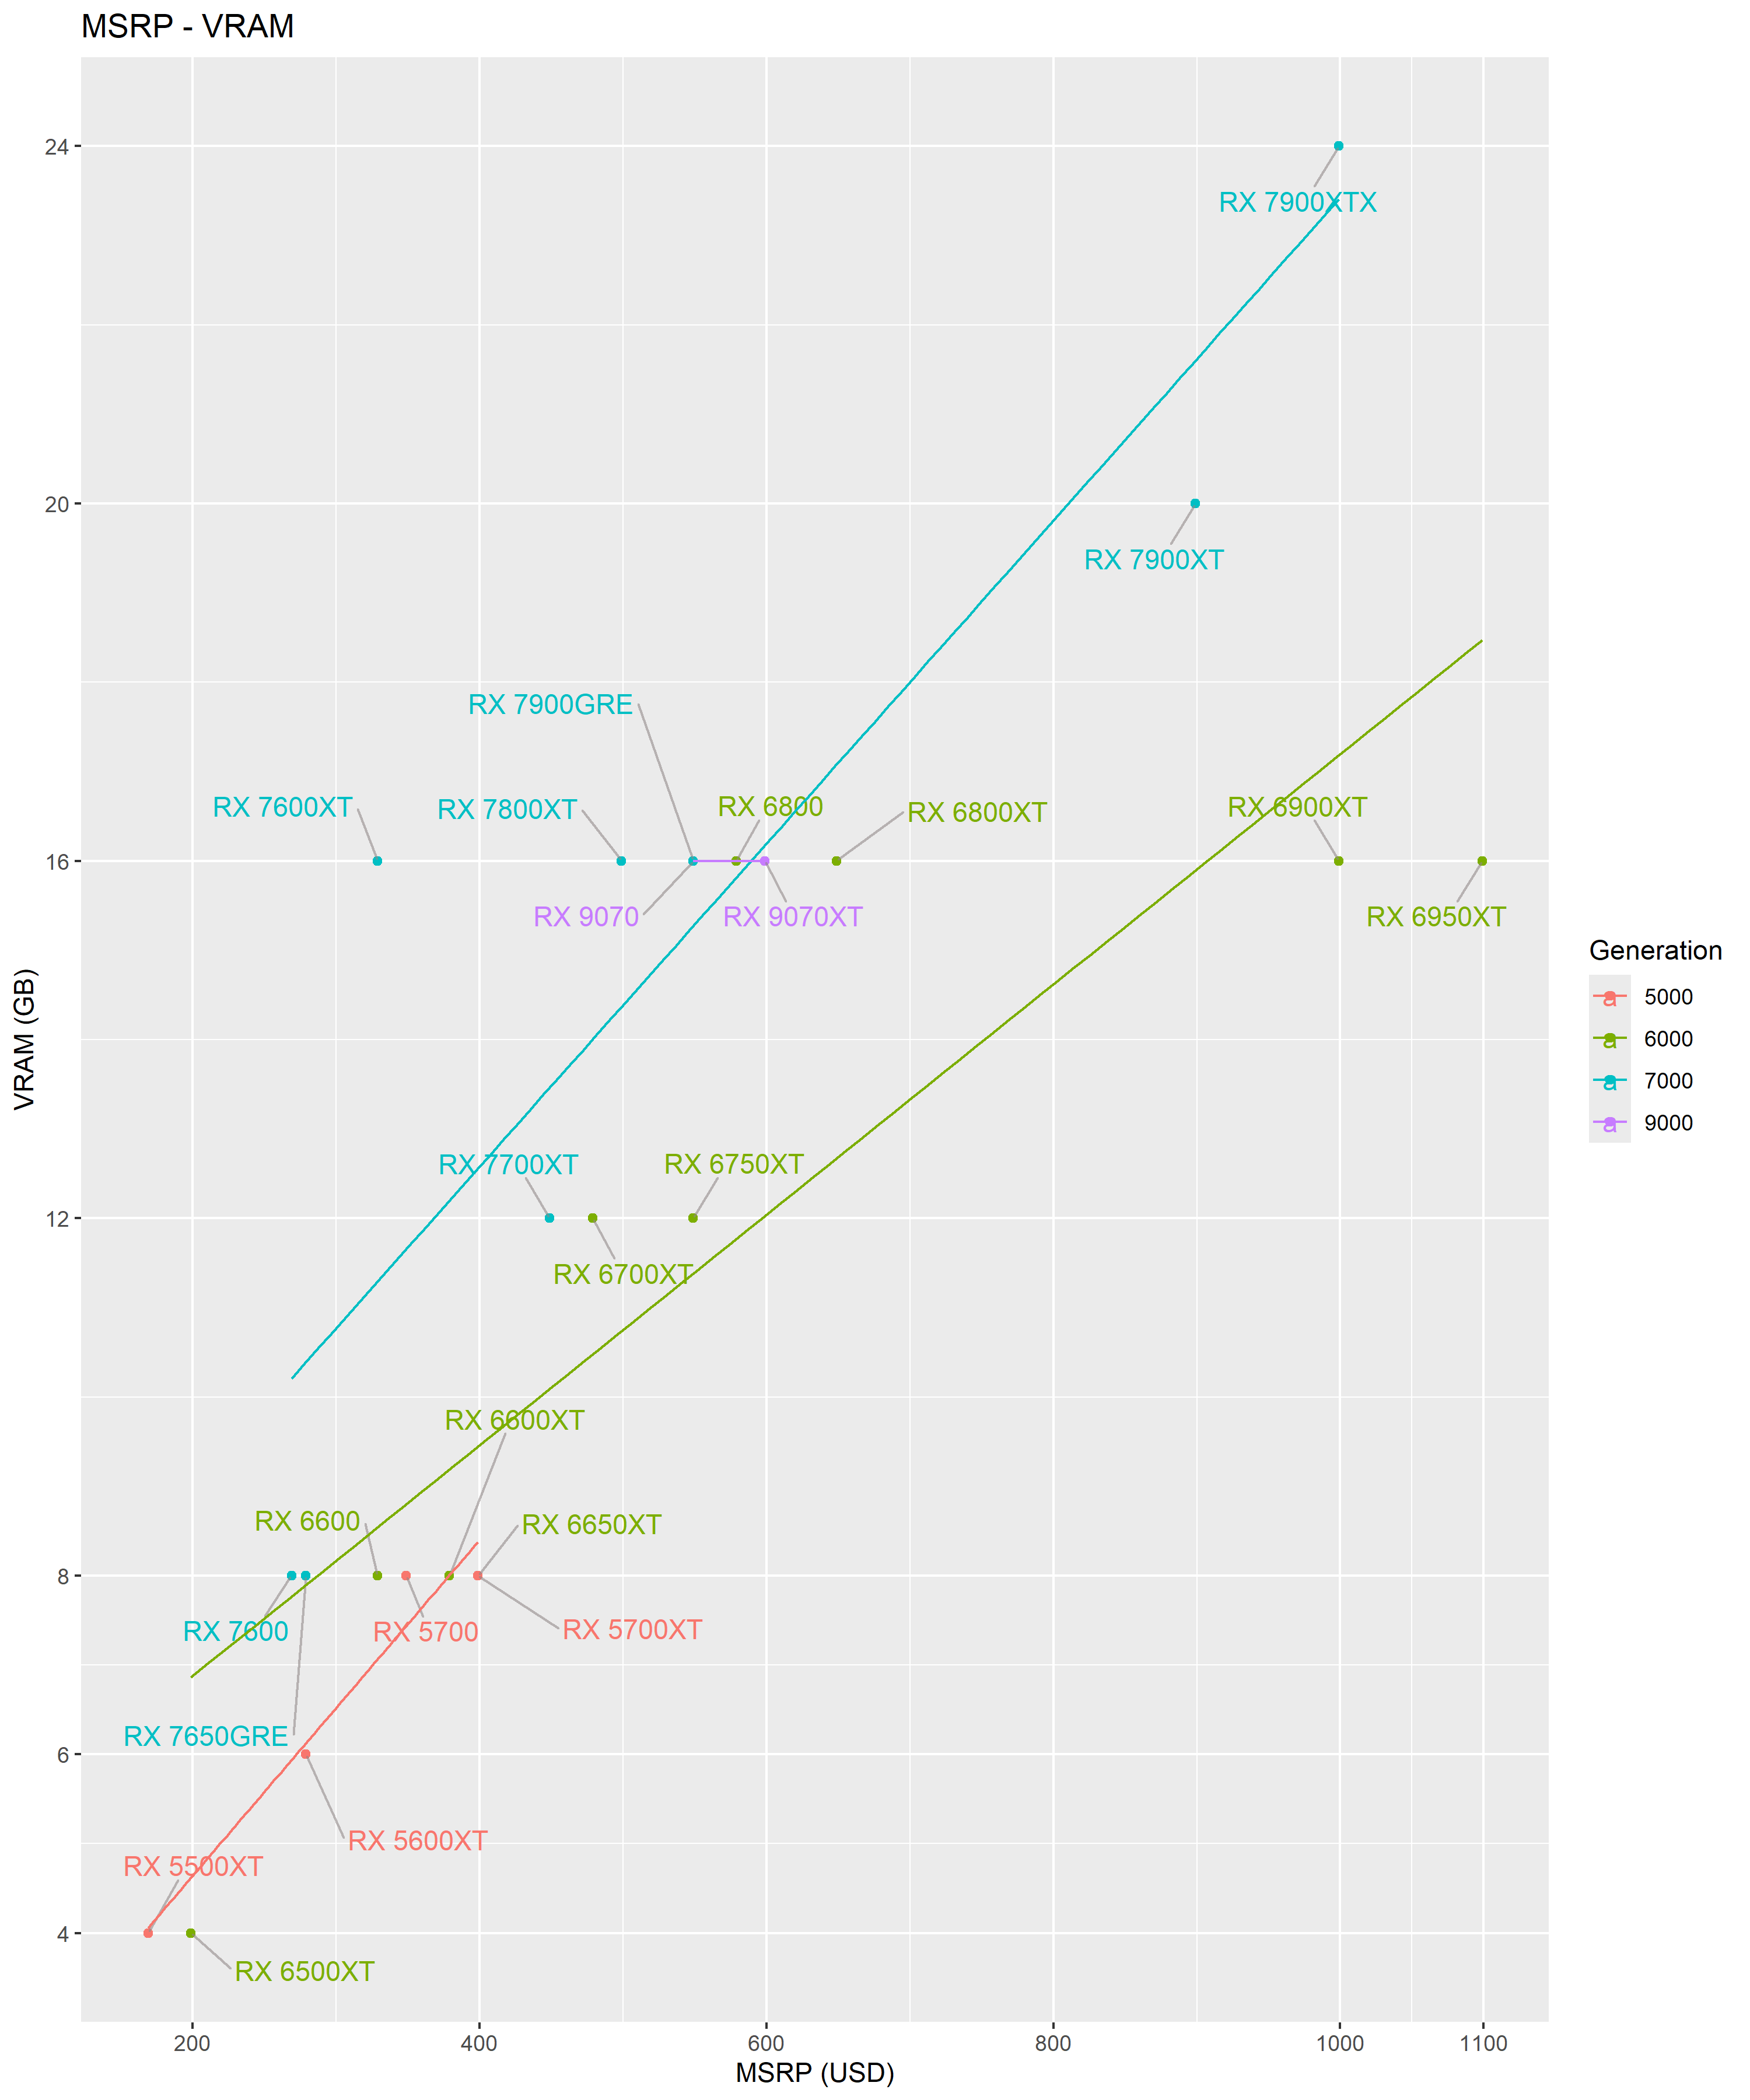 MSRP - VRAM
24
RX 7900XTX
20
RX 7900XT
RX 7900GRE
RX 7600XT
RX 7800XT
RX 6800
RX 6800XT
RX 6900XT
16
RX 9070
RX 9070XT
RX 6950XT
VRAM (GB)
Generation
a 5000
a 6000
a 7000
a 9000
RX 7700XT
RX 6750XT
12
RX 6700XT
RX 6600XT
RX 6600
RX 6650XT
8
RX 7600
RX 5700
RX 5700XT
RX 7650GRE
6
RX 5600XT
RX 5500XT
4
RX 6500XT
200
400
600
800
1000
1100
MSRP (USD)